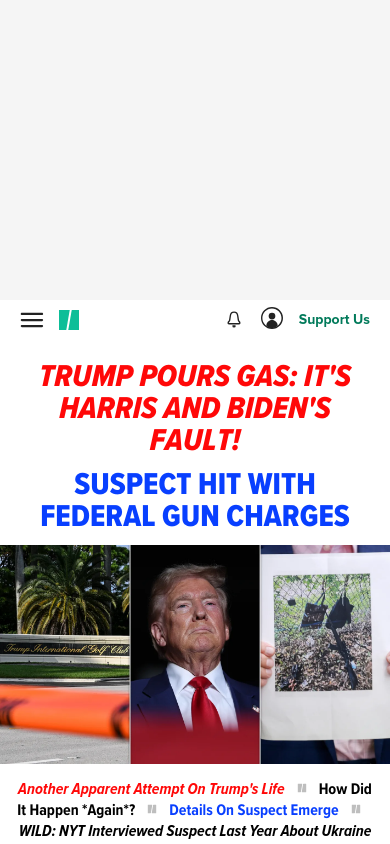 Support Us
TRUMP POURS GAS: IT'S
HARRIS AND BIDEN'S
FAULT!
SUSPECT HIT WITH
FEDERAL GUN CHARGES
Trump International Golf Club
Another Apparent Attempt On Trump's Life " How Did
It Happen *Again*? " Details On Suspect Emerge "
WILD: NYT Interviewed Suspect Last Year About Ukraine